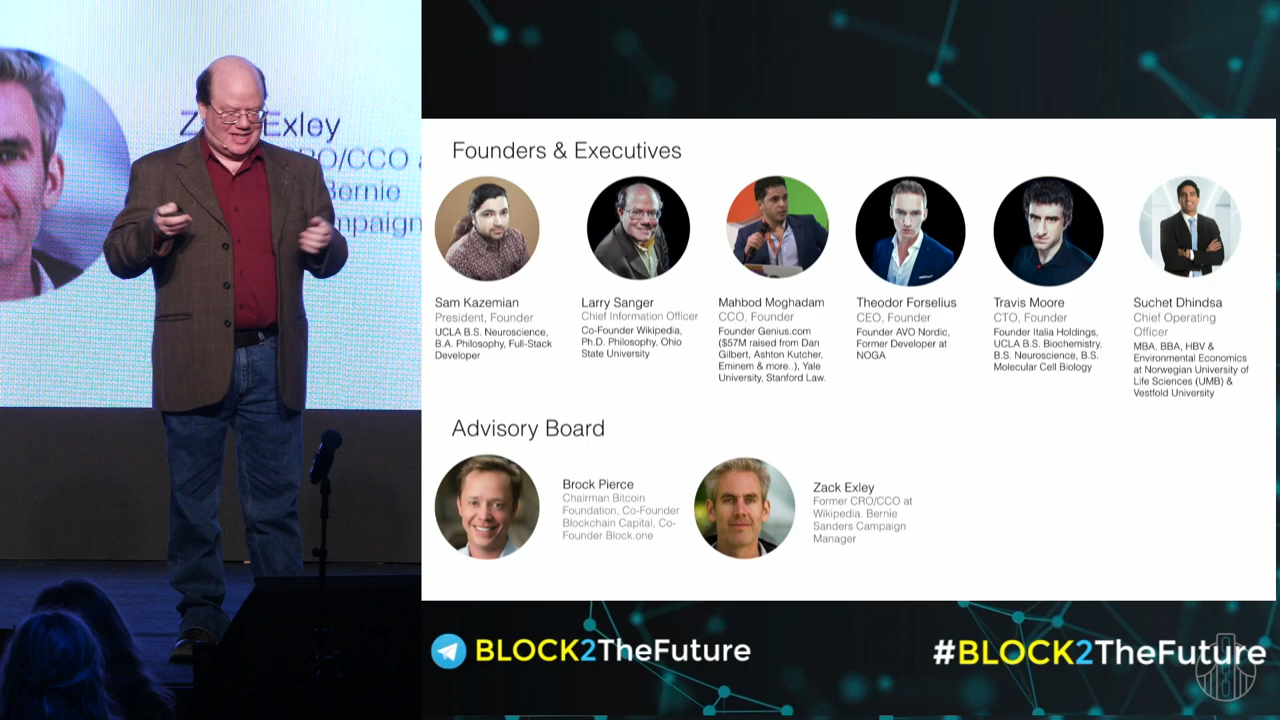 Z Exley
RO/CCO
Bernie
mpaign
Founders & Executives
Sam Kazemian
President, Founder
UCLA B.S. Neuroscience,
B.A. Philosophy, Full-Stack
Developer
Larry Sanger
Chief Information Officer
Co-Founder Wikipedia,
Ph.D. Philosophy, Ohio
State University
Mahbod Moghadam
CCO, Founder
Founder Genius.com
($57M raised from Dan
Gilbert, Ashton Kutcher,
Eminem & more..), Yale
University, Stanford Law.
Theodor Forselius
CEO, Founder
Founder AVO Nordic,
Former Developer at
NOGA
Travis Moore
CTO, Founder
Founder Italia Holdings,
UCLA B.S. Biochemistry,
B.S. Neuroscience, B.S.
Molecular Cell Biology
Suchet Dhindsa
Chief Operating
Officer
MBA, BBA, HBV &
Environmental Economics
at Norwegian University of
Life Sciences (UMB) &
Vestfold University
Advisory Board
Brock Pierce
Chairman Bitcoin
Foundation, Co-Founder
Blockchain Capital, Co-
Founder Block.one
Zack Exley
Former CRO/CCO at
Wikipedia. Bernie
Sanders Campaign
Manager
BLOCK2TheFuture
#BLOCK2TheFuture